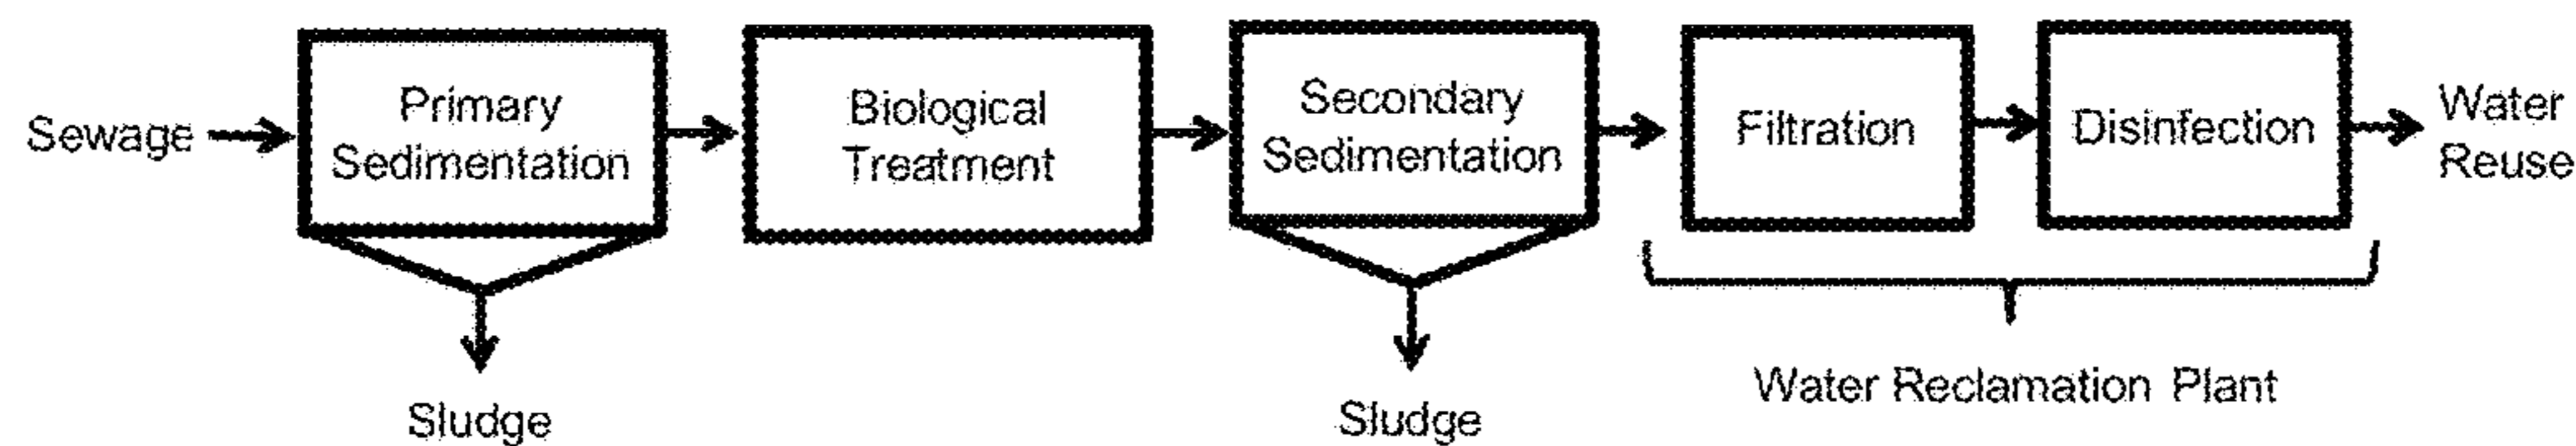 Sewage
Primary
Sedimentation
Biological
Treatment
Secondary
Sedimentation
Filtration
Disinfection
Water
Reuse
Sludge
Sludge
Water Reclamation Plant